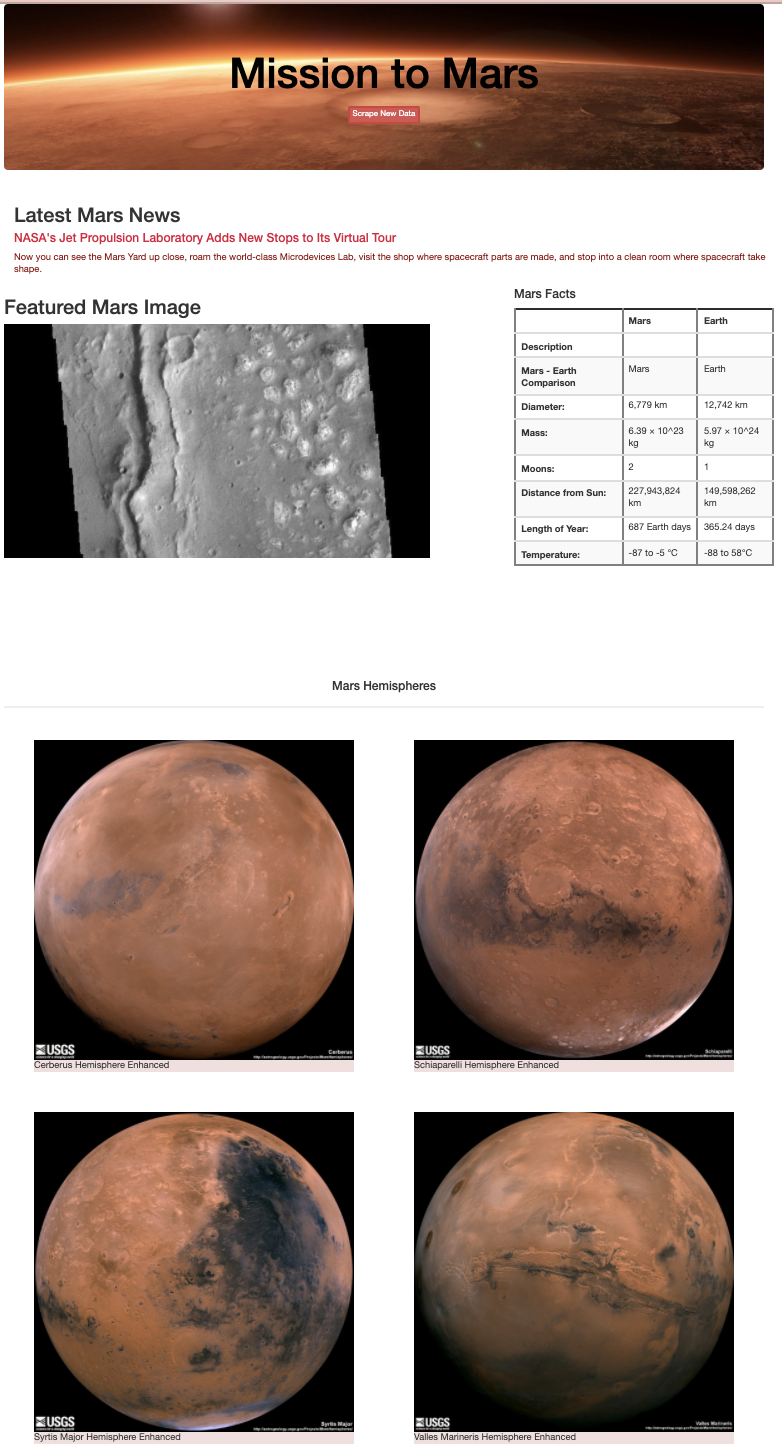 Mission to Mars
Scrape New Data
Latest Mars News
NASA's Jet Propulsion Laboratory Adds New Stops to Its Virtual Tour
Now you can see the Mars Yard up close, roam the world-class Microdevices Lab, visit the shop where spacecraft parts are made, and stop into a clean room where spacecraft take
shape.
Featured Mars Image
Mars Facts
Mars Earth
Description
Mars - Earth
Comparison
Mars Earth
Diameter: 6,779 km 12,742 km
Mass: 6.39 × 10^23
kg
5.97 × 10^24
kg
Moons: 2 1
Distance from Sun: 227,943,824
km
149,598,262
km
Length of Year: 687 Earth days 365.24 days
Temperature: -87 to -5 °C -88 to 58°C
Mars Hemispheres
USGS
Cerberus
Cerberus Hemisphere Enhanced
USGS
Schiaparelli
Schiaparelli Hemisphere Enhanced
USGS
Syrtis Major
Syrtis Major Hemisphere Enhanced
USGS
Valles Marineris
Valles Marineris Hemisphere Enhanced